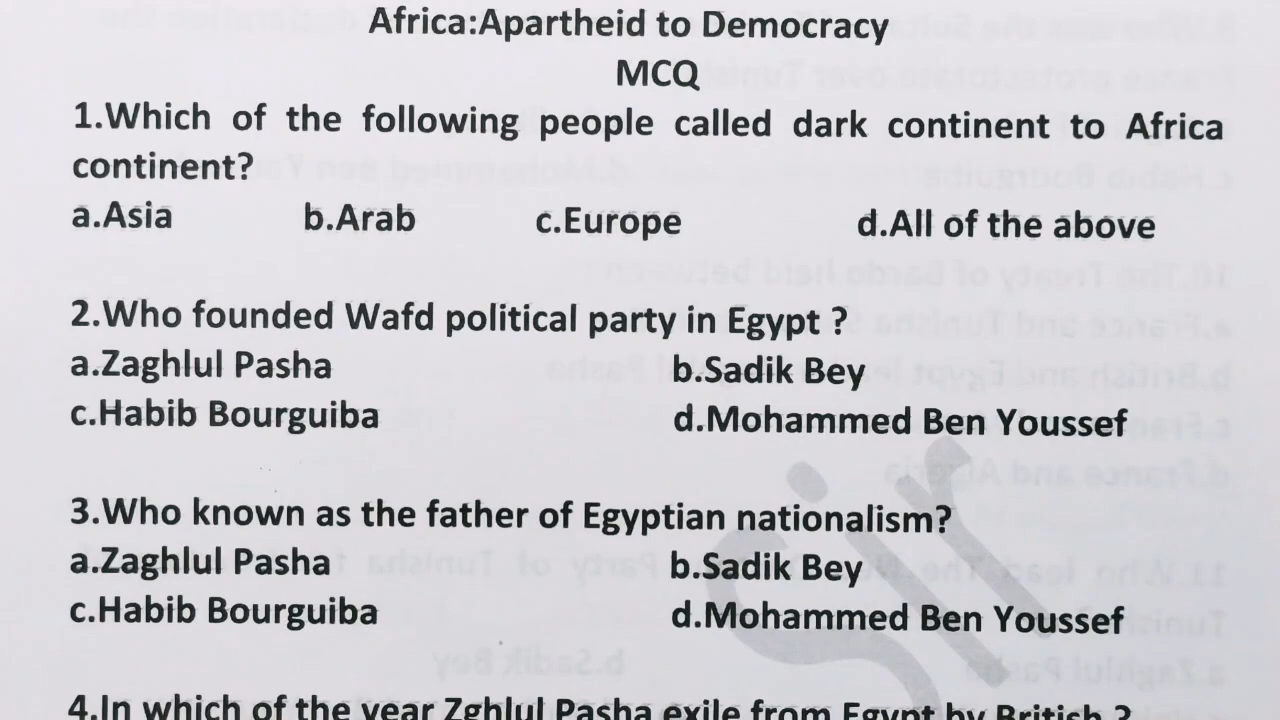 Africa:Apartheid to Democracy
MCQ
1.Which of the following people called dark continent to Africa
continent?
a.Asia b.Arab c.Europe d.All of the above
2.Who founded Wafd political party in Egypt ?
a.Zaghlul Pasha b.Sadik Bey
c.Habib Bourguiba d.Mohammed Ben Youssef
3.Who known as the father of Egyptian nationalism?
a.Zaghlul Pasha b.Sadik Bey
c.Habib Bourguiba d.Mohammed Ben Youssef
4.In which of the year Zghlul Pasha exile from Egypt by British ?
Sir